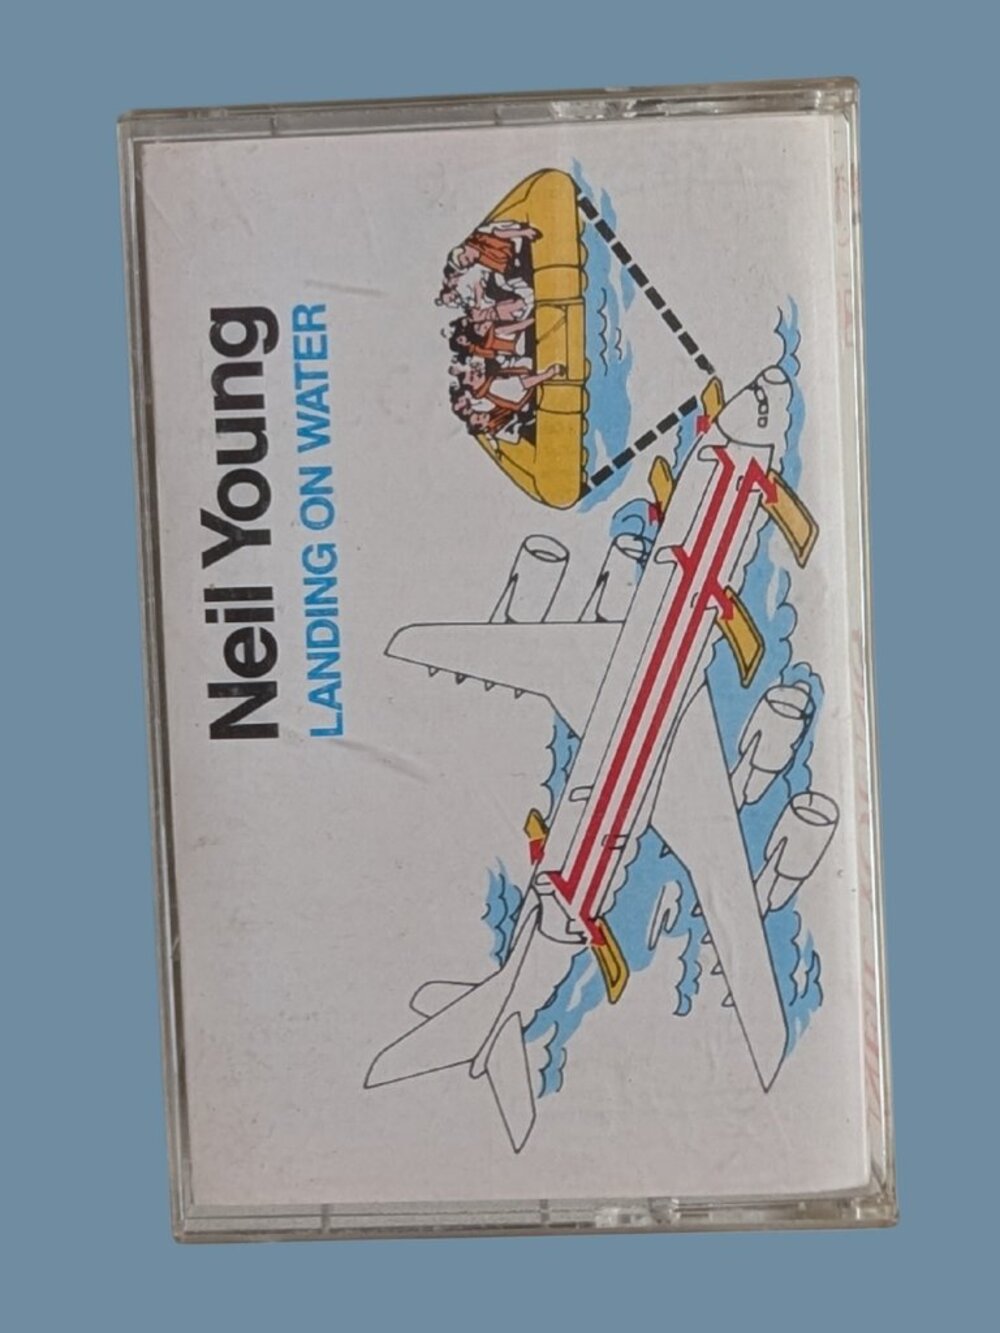 Neil Young
LANDING ON WATER